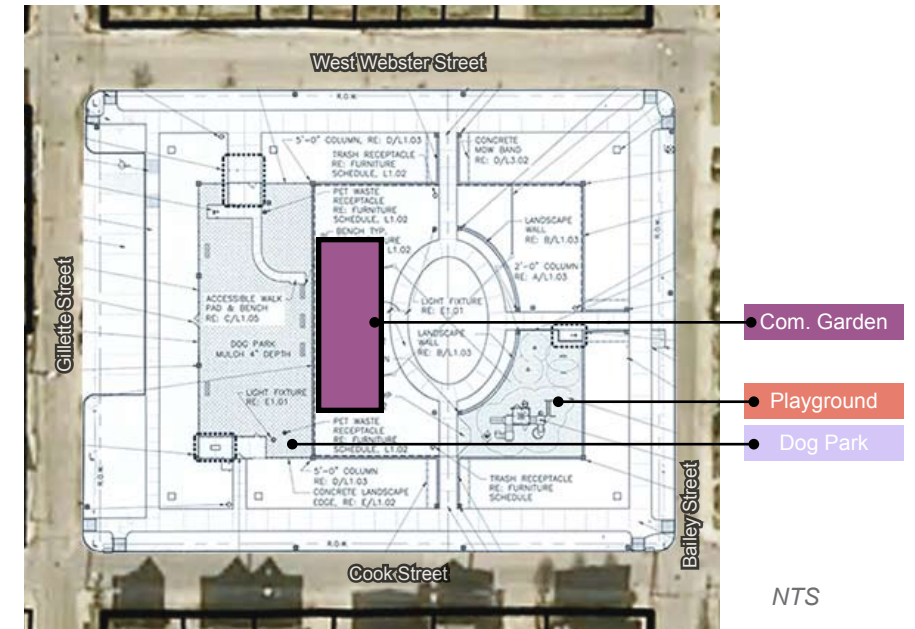 West Webster Street
R.O.W.
5'-0" COLUMN, RE: D/L1.03
TRASH RECEPTACLE
RE: FURNITURE
SCHEDULE, L1.02
PET WASTE
RECEPTACLE
RE: FURNITURE
SCHEDULE, L1.02
BENCH TYP.
L1.02
CONCRETE
MOW BAND
RE: D/L3.02
LANDSCAPE
WALL
RE: B/L1.03
2'-0" COLUMN
RE: A/L1.03
R.O.W.
Gillette Street
ACCESSIBLE WALK
PAD & BENCH
RE: C/L1.05
DOG PARK
MULCH 4" DEPTH
LIGHT FIXTURE
RE: E1.01
LANDSCAPE
WALL
RE: B/L1.03
LIGHT FIXTURE
RE: E1.01
PET WASTE
RECEPTACLE
RE: FURNITURE
SCHEDULE, L1.02
5'-0" COLUMN
RE: D/L1.03
CONCRETE LANDSCAPE
EDGE, RE: E/L1.02
TRASH RECEPTACLE
RE: FURNITURE
SCHEDULE
R.O.W.
R.O.W.
Cook Street
Bailey Street
Com. Garden
Playground
Dog Park
NTS